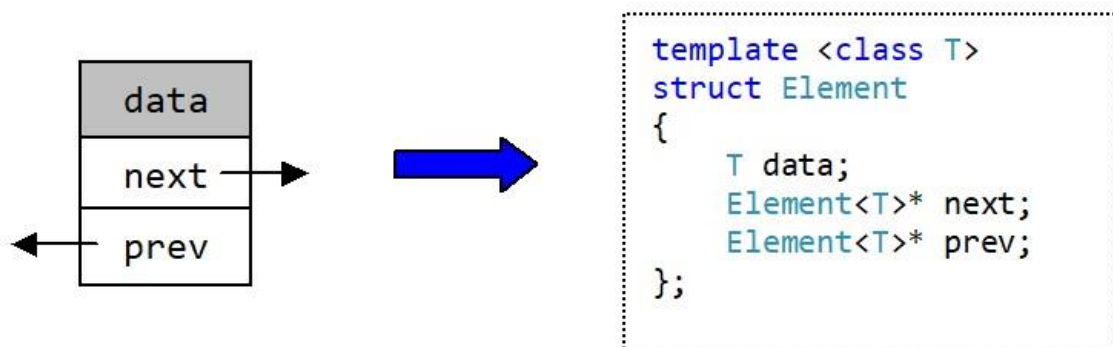 data
next
prev
template <class T>
struct Element
{
    T data;
    Element<T>* next;
    Element<T>* prev;
};